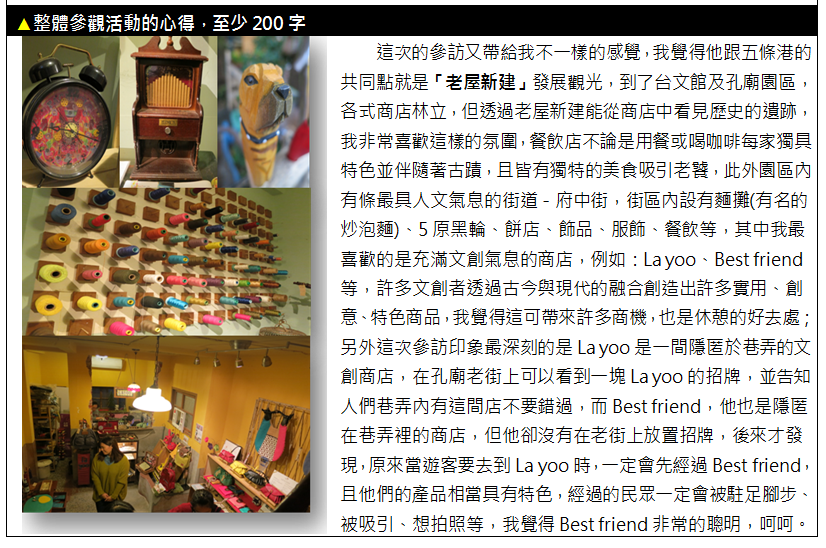 ▲整體參觀活動的心得，至少 200 字
這次的參訪又帶給我不一樣的感覺，我覺得他跟五條港的
共同點就是「老屋新建」發展觀光，到了台文館及孔廟園區，
各式商店林立，但透過老屋新建能從商店中看見歷史的遺跡，
我非常喜歡這樣的氛圍，餐飲店不論是用餐或喝咖啡每家獨具
特色並伴隨著古蹟，且皆有獨特的美食吸引老饕，此外園區內
有條最具人文氣息的街道－府中街，街區內設有麵攤(有名的
炒泡麵)、5 原黑輪、餅店、飾品、服飾、餐飲等，其中我最
喜歡的是充滿文創氣息的商店，例如：La yoo、Best friend
等，許多文創者透過古今與現代的融合創造出許多實用、創
意、特色商品，我覺得這可帶來許多商機，也是休憩的好去處；
另外這次參訪印象最深刻的是 La yoo 是一間隱匿於巷弄的文
創商店，在孔廟老街上可以看到一塊 La yoo 的招牌，並告知
人們巷弄內有這間店不要錯過，而 Best friend，他也是隱匿
在巷弄裡的商店，但他卻沒有在老街上放置招牌，後來才發
現，原來當遊客要去到 La yoo 時，一定會先經過 Best friend，
且他們的產品相當具有特色，經過的民眾一定會被駐足腳步、
被吸引、想拍照等，我覺得 Best friend 非常的聰明，呵呵。